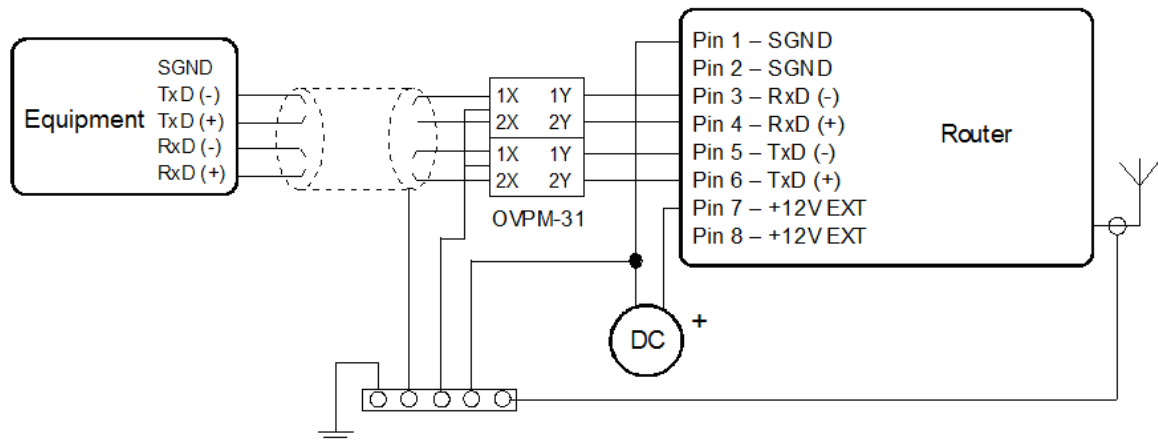 Equipment
SGND
TxD (-)
TxD (+)
RxD (-)
RxD (+)
1X 1Y
2X 2Y
1X 1Y
2X 2Y
OVPM-31
Pin 1 – SGND
Pin 2 – SGND
Pin 3 – RxD (-)
Pin 4 – RxD (+)
Pin 5 – TxD (-)
Pin 6 – TxD (+)
Pin 7 – +12V EXT
Pin 8 – +12V EXT
Router
DC +